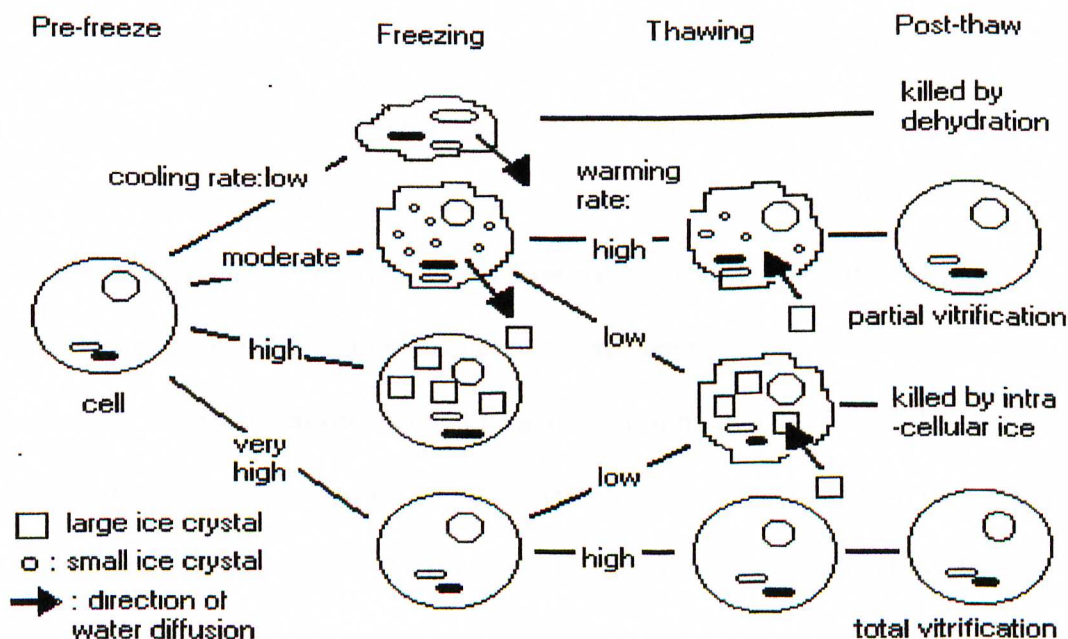 Pre-freeze
Freezing
Thawing
Post-thaw
killed by
dehydration
cooling rate:low
warming
rate:
moderate
high
low
partial vitrification
high
cell
killed by intra
-cellular ice
very
high
low
large ice crystal
: small ice crystal
high
: direction of
water diffusion
total vitrification